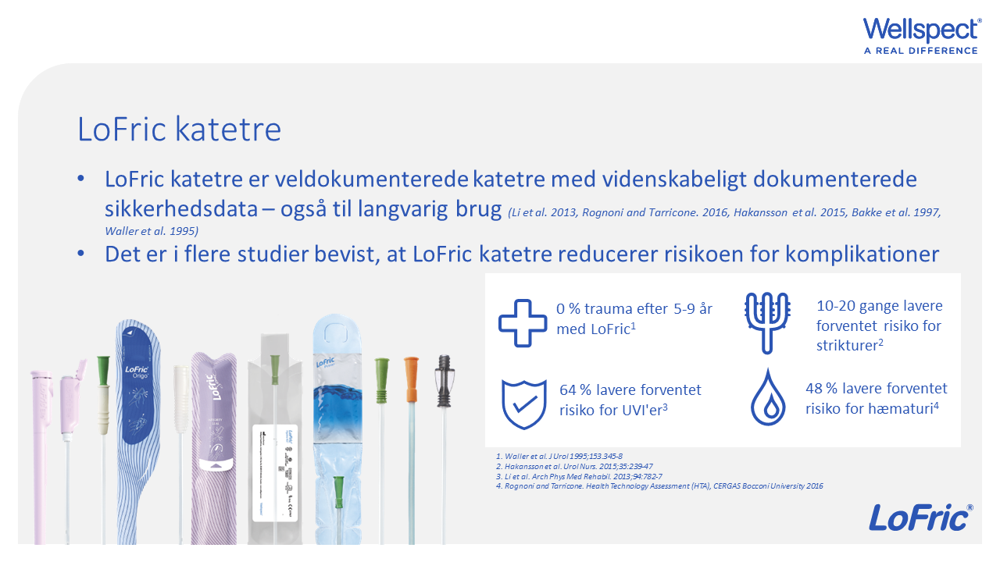 Wellspect®
A REAL DIFFERENCE
LoFric katetre
• LoFric katetre er veldokumenterede katetre med videnskabeligt dokumenterede
sikkerhedsdata – også til langvarig brug (Li et al. 2013, Rognoni and Tarricone. 2016, Hakansson et al. 2015, Bakke et al. 1997,
Waller et al. 1995)
• Det er i flere studier bevist, at LoFric katetre reducerer risikoen for komplikationer
0 % trauma efter 5-9 år
med LoFric¹
10-20 gange lavere
forventet risiko for
strikturer²
64 % lavere forventet
risiko for UVI'er³
48 % lavere forventet
risiko for hæmaturi⁴
LoFric®
Origo™
LoFric
LoFric
LoFric
1. Waller et al. J Urol 1995;153.345-8
2. Hakansson et al. Urol Nurs. 2015;35:239-47
3. Li et al. Arch Phys Med Rehabil. 2013;94:782-7
4. Rognoni and Tarricone. Health Technology Assessment (HTA), CERGAS Bocconi University 2016
LoFric®